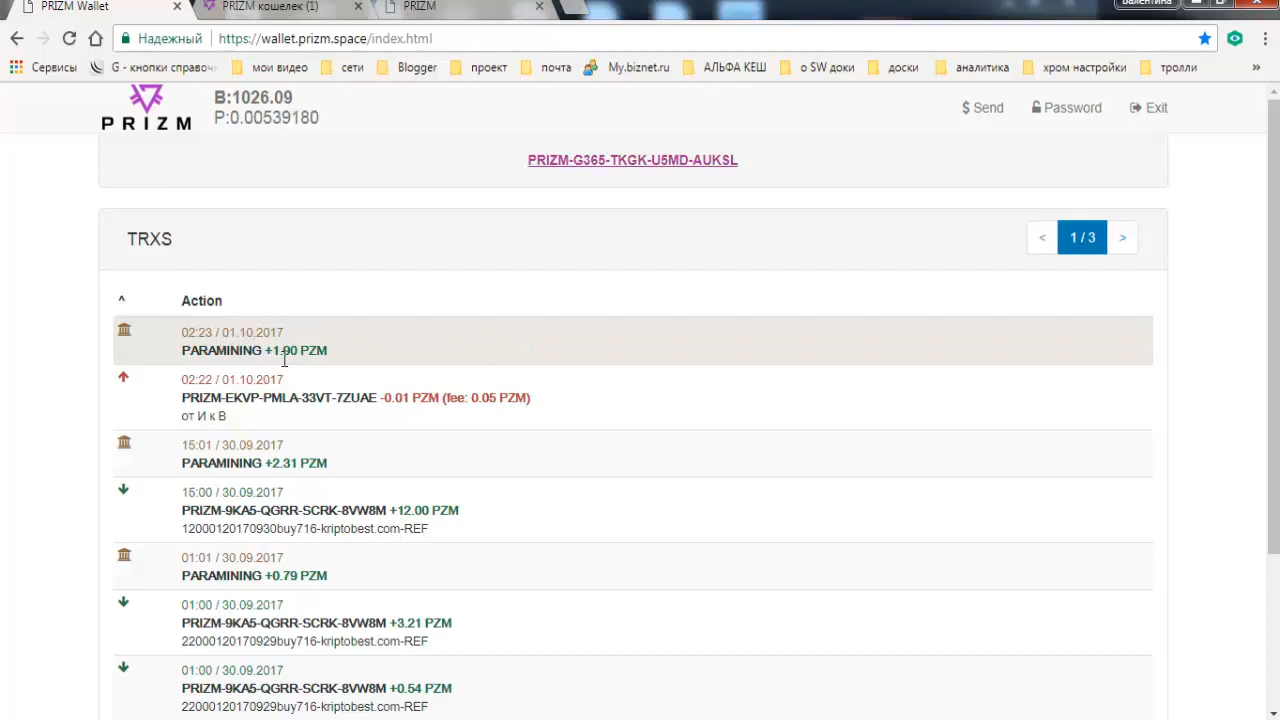 PRIZM Wallet × PRIZM кошелек (1) × PRIZM × Валентина
Надежный https://wallet.prizm.space/index.html
Сервисы G - кнопки справоч мои видео сети Blogger проект почта My.biznet.ru АЛЬФА КЕШ о SW доки доски аналитика хром настройки тролли »
PRIZM
B:1026.09
P:0.00539180
$ Send Password Exit
PRIZM-G365-TKGK-U5MD-AUKSL
TRXS < 1 / 3 >
^ Action
02:23 / 01.10.2017
PARAMINING +1.90 PZM
02:22 / 01.10.2017
PRIZM-EKVP-PMLA-33VT-7ZUAE -0.01 PZM (fee: 0.05 PZM)
от И к В
15:01 / 30.09.2017
PARAMINING +2.31 PZM
15:00 / 30.09.2017
PRIZM-9KA5-QGRR-SCRK-8VW8M +12.00 PZM
12000120170930buy716-kriptobest.com-REF
01:01 / 30.09.2017
PARAMINING +0.79 PZM
01:00 / 30.09.2017
PRIZM-9KA5-QGRR-SCRK-8VW8M +3.21 PZM
22000120170929buy716-kriptobest.com-REF
01:00 / 30.09.2017
PRIZM-9KA5-QGRR-SCRK-8VW8M +0.54 PZM
22000120170929buy716-kriptobest.com-REF